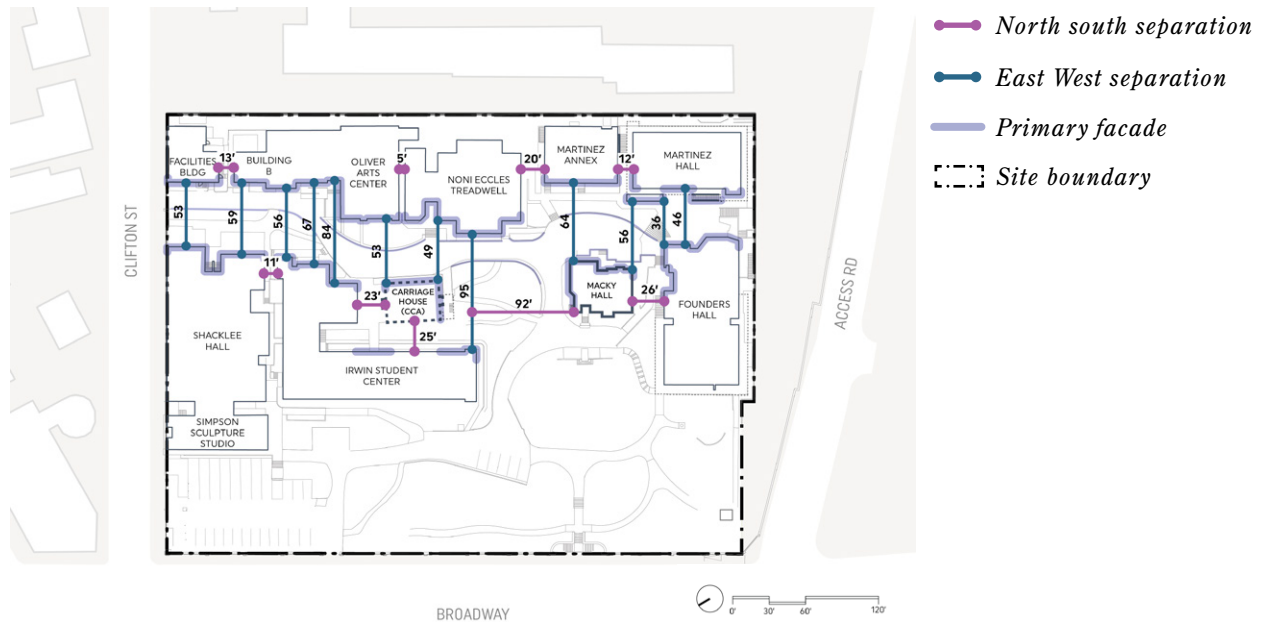 North south separation
East West separation
Primary facade
Site boundary
CLIFTON ST
ACCESS RD
BROADWAY
FACILITIES
BLDG
13'
BUILDING
B
OLIVER
ARTS
CENTER
5'
NONI ECCLES
TREADWELL
20'
MARTINEZ
ANNEX
12'
MARTINEZ
HALL
53
59
56
67
84
53
49
95
64
56
36
46
11'
23'
CARRIAGE
HOUSE
(CCA)
25'
92'
MACKY
HALL
26'
FOUNDERS
HALL
SHACKLEE
HALL
IRWIN STUDENT
CENTER
SIMPSON
SCULPTURE
STUDIO
0'
30'
60'
120'